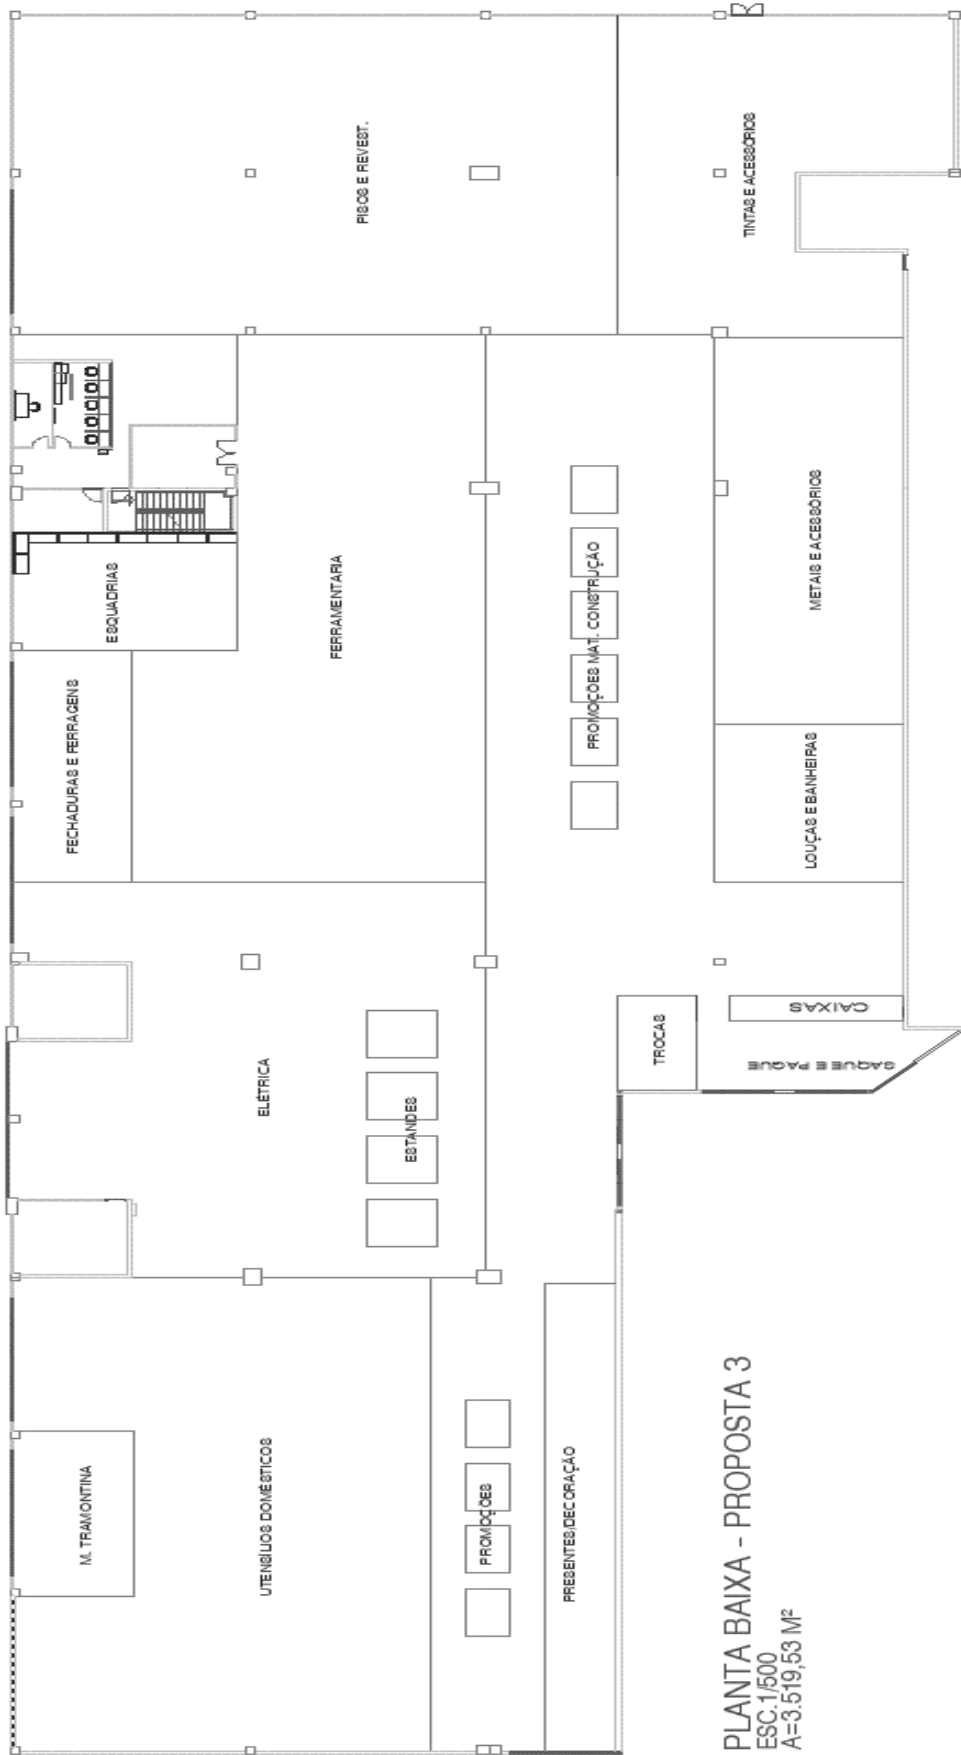 M. TRAMONTINA
UTENSÍLIOS DOMÉSTICOS
PROMOÇÕES
PRESENTES/DECORAÇÃO
ELÉTRICA
ESTANDES
TROCAS
SAQUE E PAGUE
CAIXAS
FECHADURAS E FERRAGENS
ESQUADRIAS
FERRAMENTARIA
PROMOÇÕES MAT. CONSTRUÇÃO
LOUÇAS E BANHEIRAS
METAIS E ACESSÓRIOS
PISOS E REVEST.
TINTAS E ACESSÓRIOS
PLANTA BAIXA - PROPOSTA 3
ESC.1/500
A=3.519,53 M²